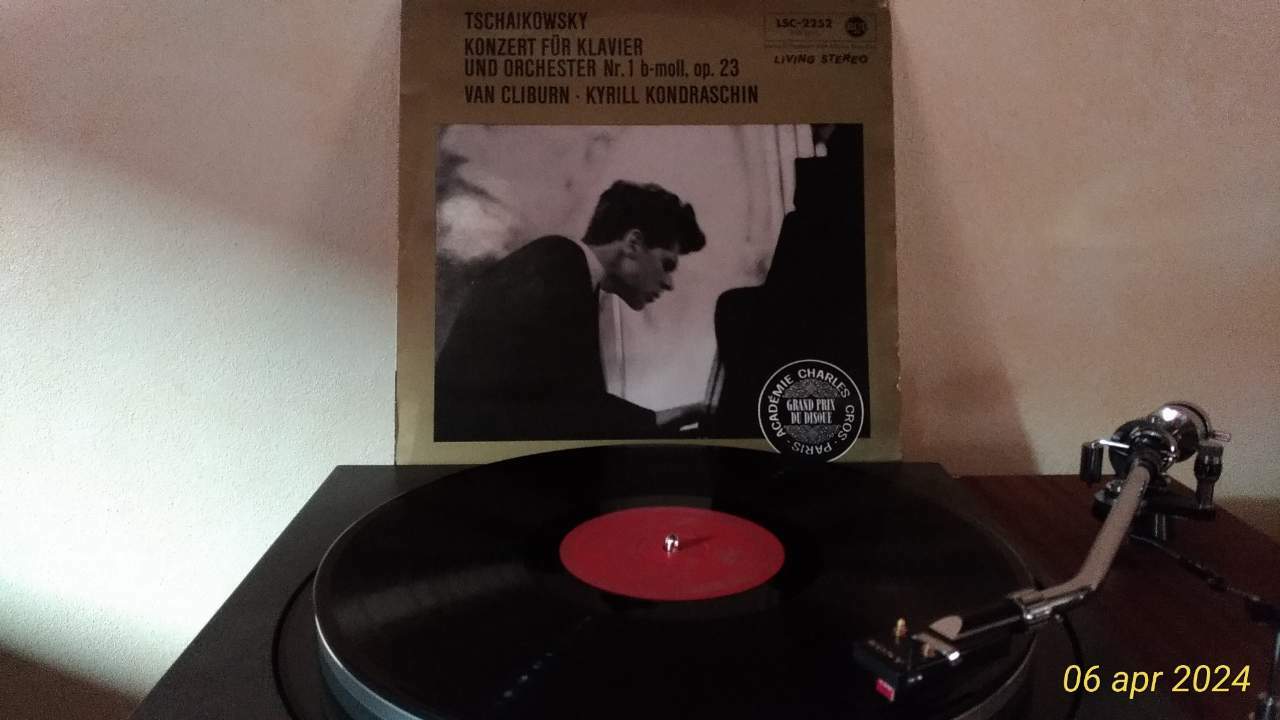 TSCHAIKOWSKY
KONZERT FÜR KLAVIER
UND ORCHESTER Nr. 1 b-moll, op. 23
VAN CLIBURN · KYRILL KONDRASCHIN
LSC-2252
LIVING STEREO
ACADÉMIE CHARLES CROS · PARIS ·
GRAND PRIX
DU DISQUE
06 apr 2024